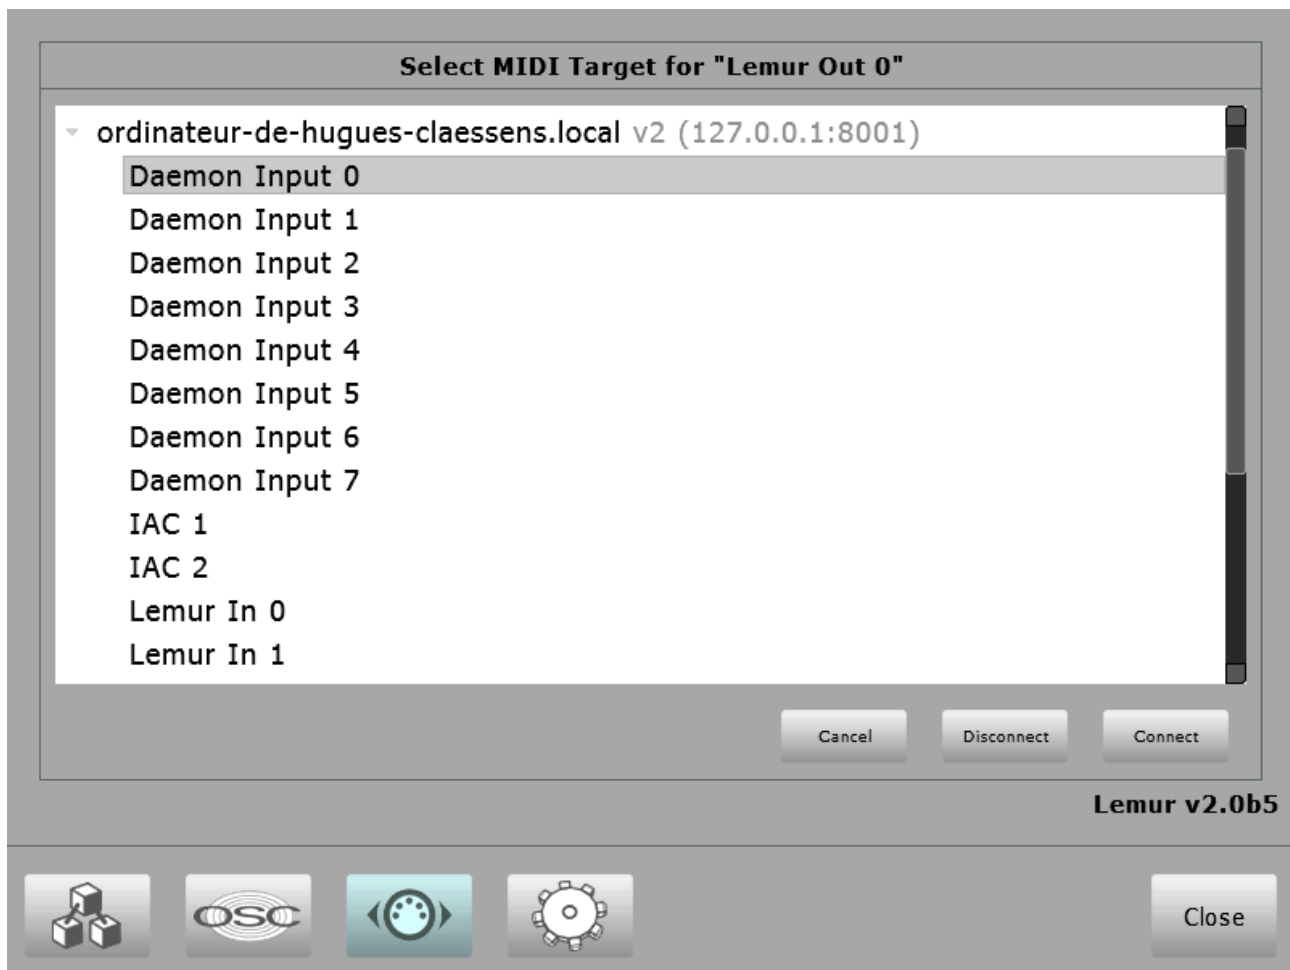 Select MIDI Target for "Lemur Out 0"
ordinateur-de-hugues-claessens.local v2 (127.0.0.1:8001)
Daemon Input 0
Daemon Input 1
Daemon Input 2
Daemon Input 3
Daemon Input 4
Daemon Input 5
Daemon Input 6
Daemon Input 7
IAC 1
IAC 2
Lemur In 0
Lemur In 1
Cancel Disconnect Connect
Lemur v2.0b5
OSC Close